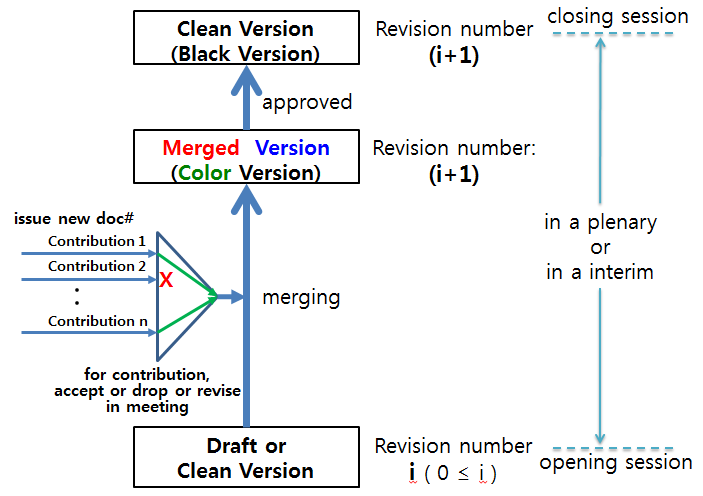 Clean Version
(Black Version)
Revision number
(i+1)
closing session
approved
Merged Version
(Color Version)
Revision number:
(i+1)
issue new doc#
Contribution 1
Contribution 2
X
:
Contribution n
merging
in a plenary
or
in a interim
for contribution,
accept or drop or revise
in meeting
Draft or
Clean Version
Revision number
i ( 0 ≤ i )
opening session